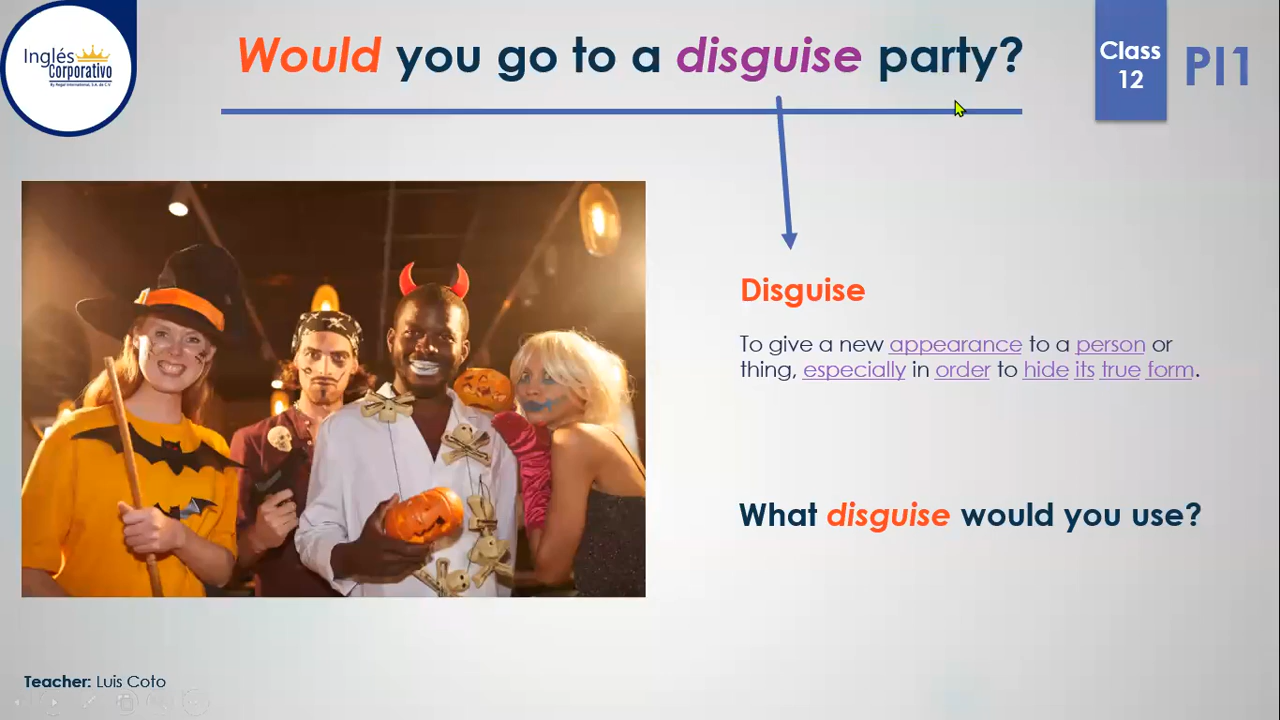 Inglés
Corporativo
By Regal International, S.A. de C.V.
Would you go to a disguise party?
Class
12
PI1
Disguise
To give a new appearance to a person or
thing, especially in order to hide its true form.
What disguise would you use?
Teacher: Luis Coto